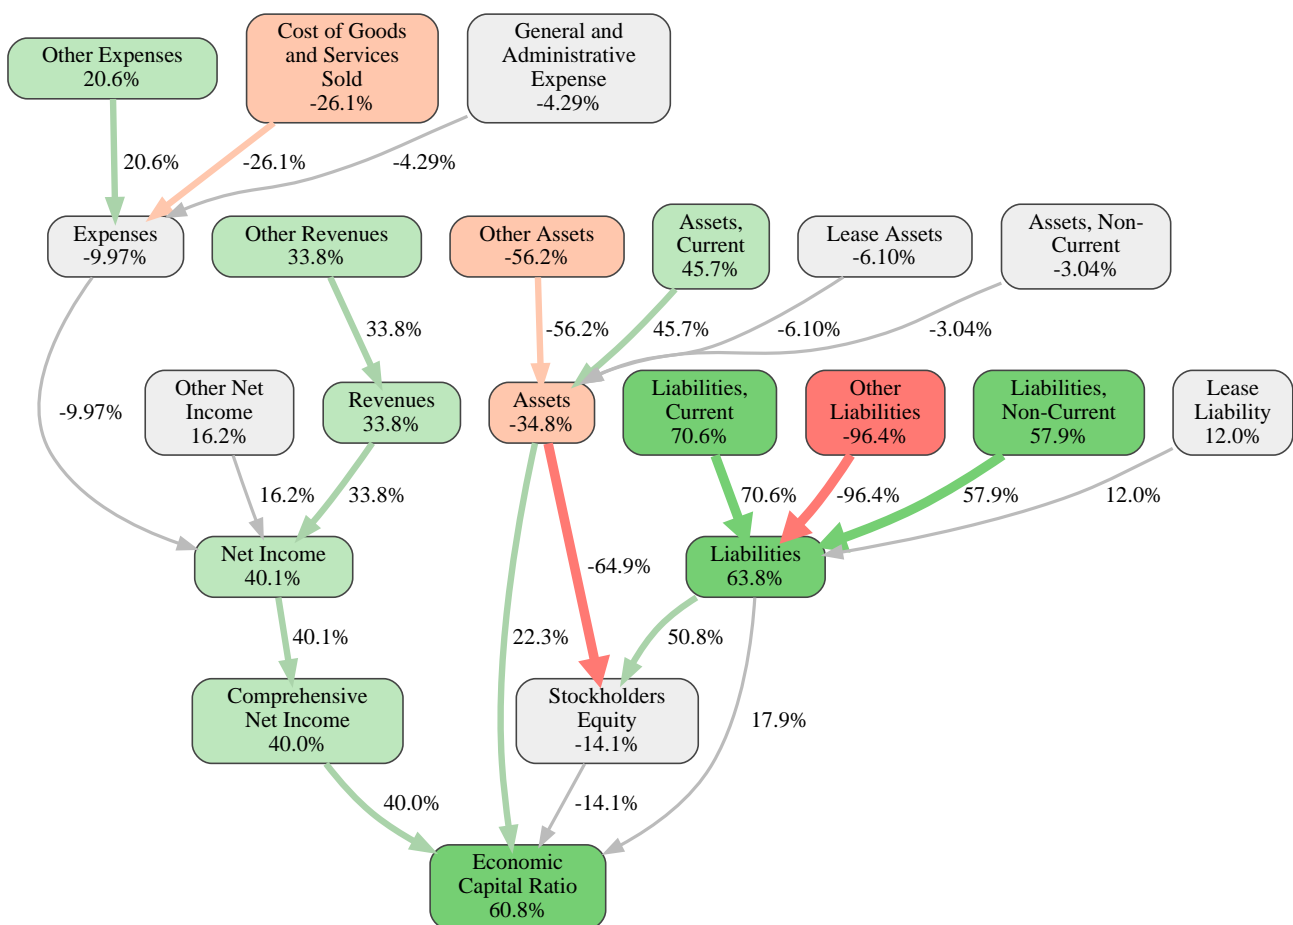 Other Expenses
20.6%
Cost of Goods
and Services
Sold
-26.1%
General and
Administrative
Expense
-4.29%
20.6%
-26.1%
-4.29%
Expenses
-9.97%
Other Revenues
33.8%
Other Assets
-56.2%
Assets,
Current
45.7%
Lease Assets
-6.10%
Assets, Non-
Current
-3.04%
33.8%
-56.2%
45.7%
-6.10%
-3.04%
-9.97%
Other Net
Income
16.2%
Revenues
33.8%
Assets
-34.8%
Liabilities,
Current
70.6%
Other
Liabilities
-96.4%
Liabilities,
Non-Current
57.9%
Lease
Liability
12.0%
16.2%
33.8%
70.6%
-96.4%
57.9%
12.0%
Net Income
40.1%
-64.9%
Liabilities
63.8%
40.1%
22.3%
50.8%
Comprehensive
Net Income
40.0%
Stockholders
Equity
-14.1%
17.9%
40.0%
-14.1%
Economic
Capital Ratio
60.8%